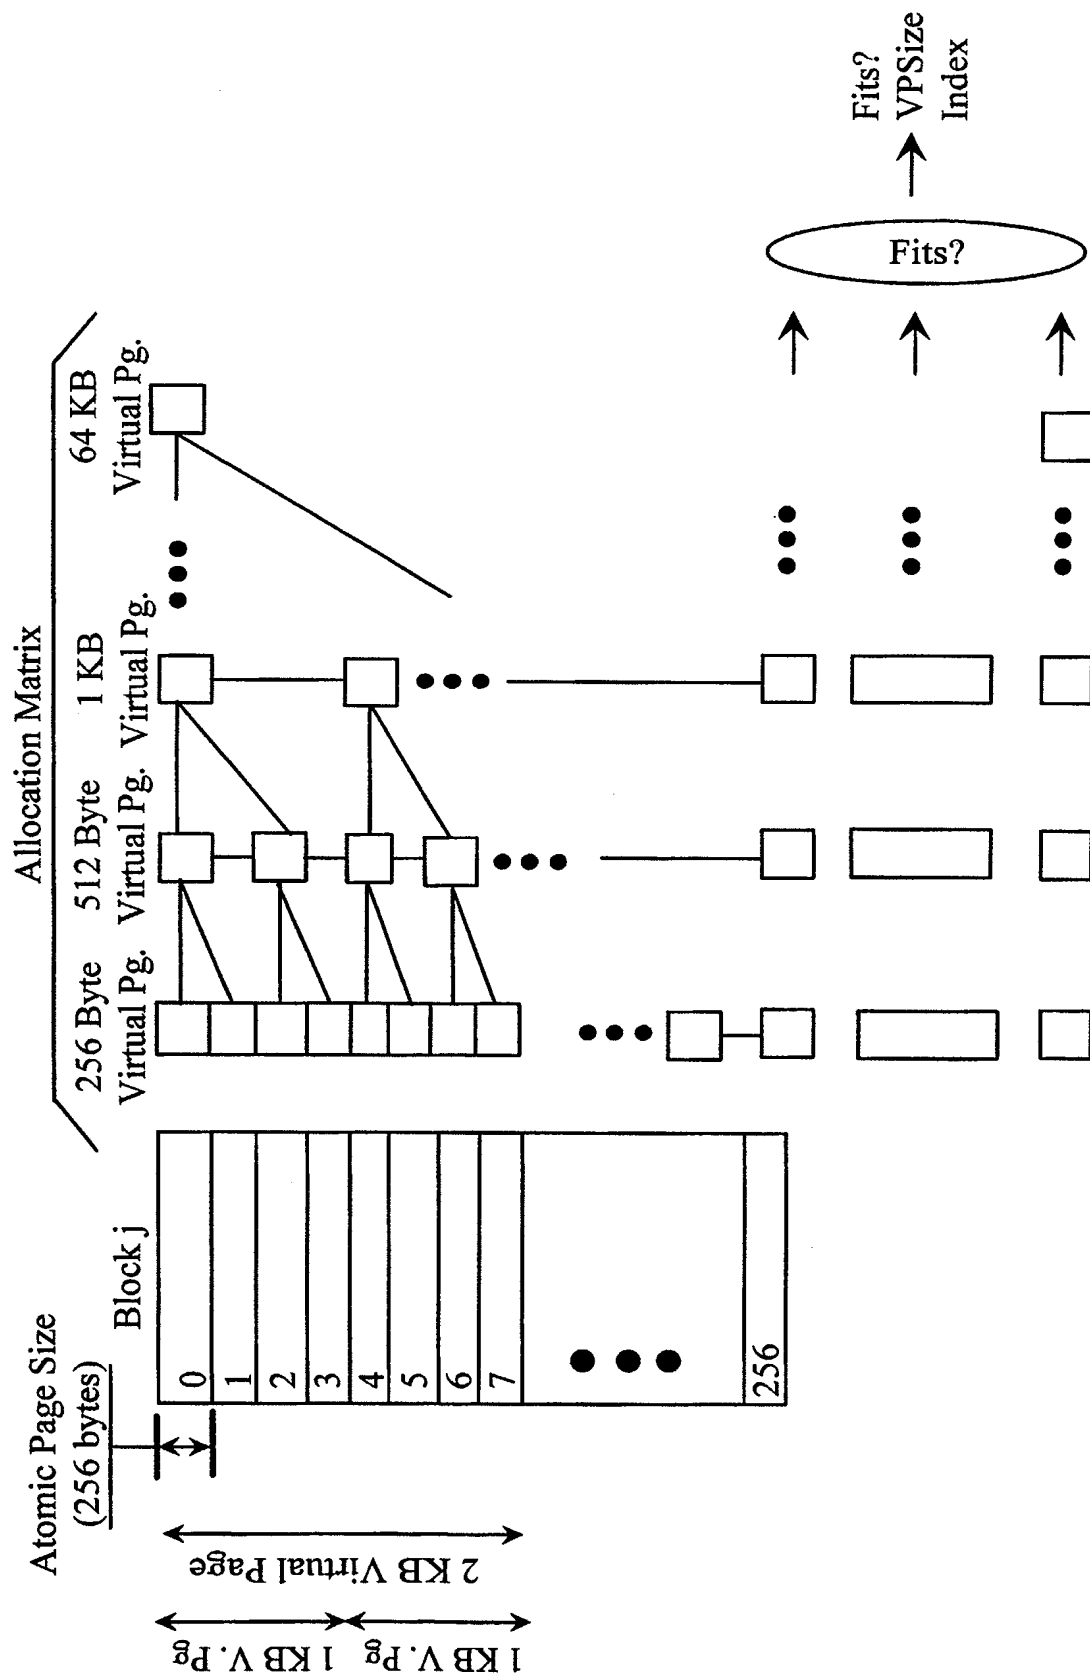 Allocation Matrix
Atomic Page Size
(256 bytes)
Block j
256 Byte
Virtual Pg.
512 Byte
Virtual Pg.
1 KB
Virtual Pg.
64 KB
Virtual Pg.
0
1
2
3
4
5
6
7
256
2 KB Virtual Page
1 KB V. Pg
1 KB V. Pg
Fits?
Fits?
VPSize
Index